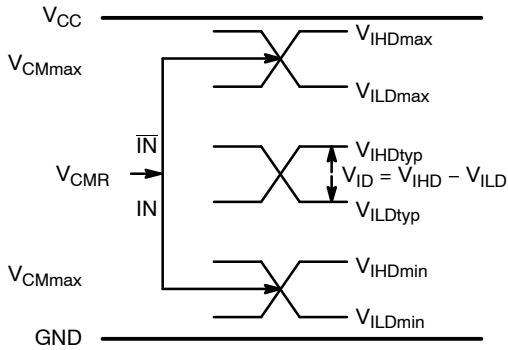 VCC
VIHDmax
VCMmax
VILDmax
IN
VIHDtyp
VCMR
VID = VIHD − VILD
IN
VILDtyp
VIHDmin
VCMmax
VILDmin
GND